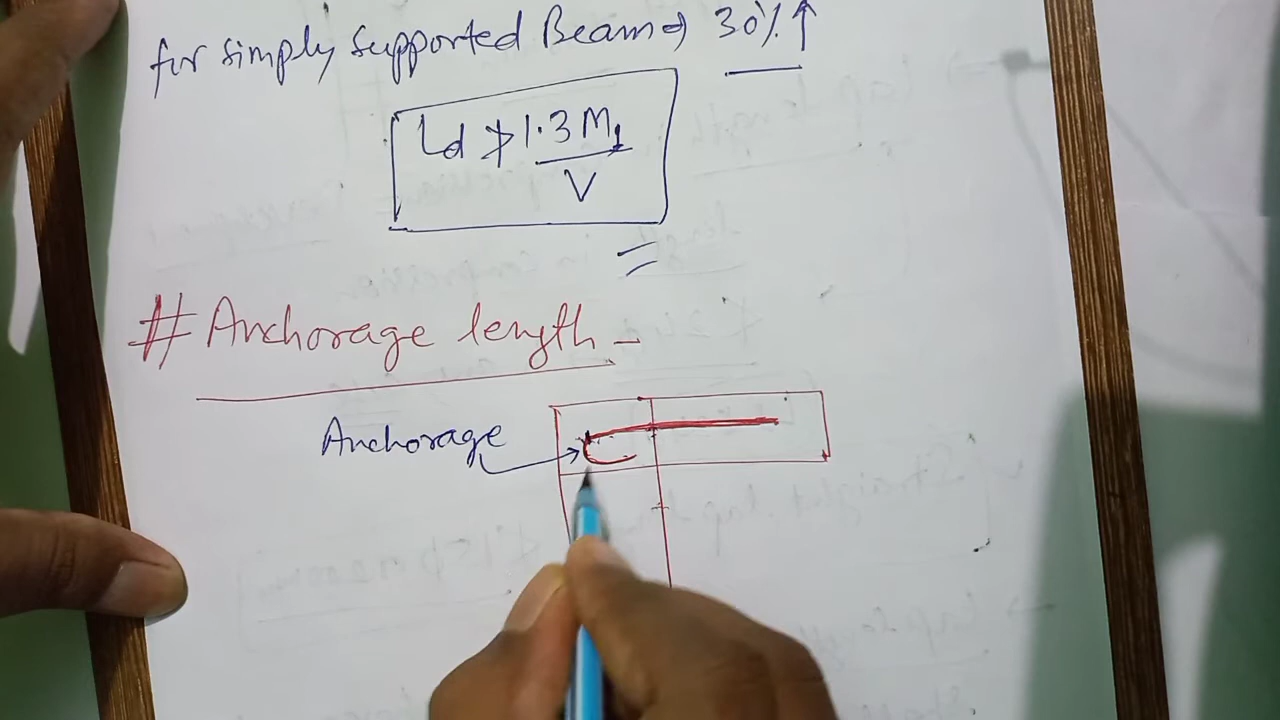 for simply supported Beam ⇒ 30% ↑
Ld ≯ 1.3 M1
V
# Anchorage length -
Anchorage